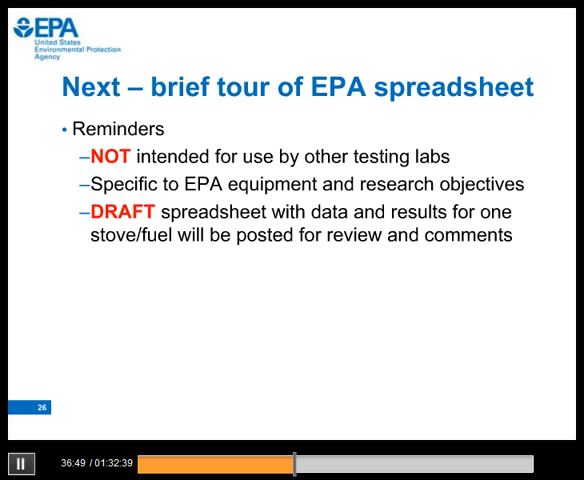 EPA
United States
Environmental Protection
Agency
Next – brief tour of EPA spreadsheet
• Reminders
–NOT intended for use by other testing labs
–Specific to EPA equipment and research objectives
–DRAFT spreadsheet with data and results for one
stove/fuel will be posted for review and comments
26
36:49 / 01:32:39